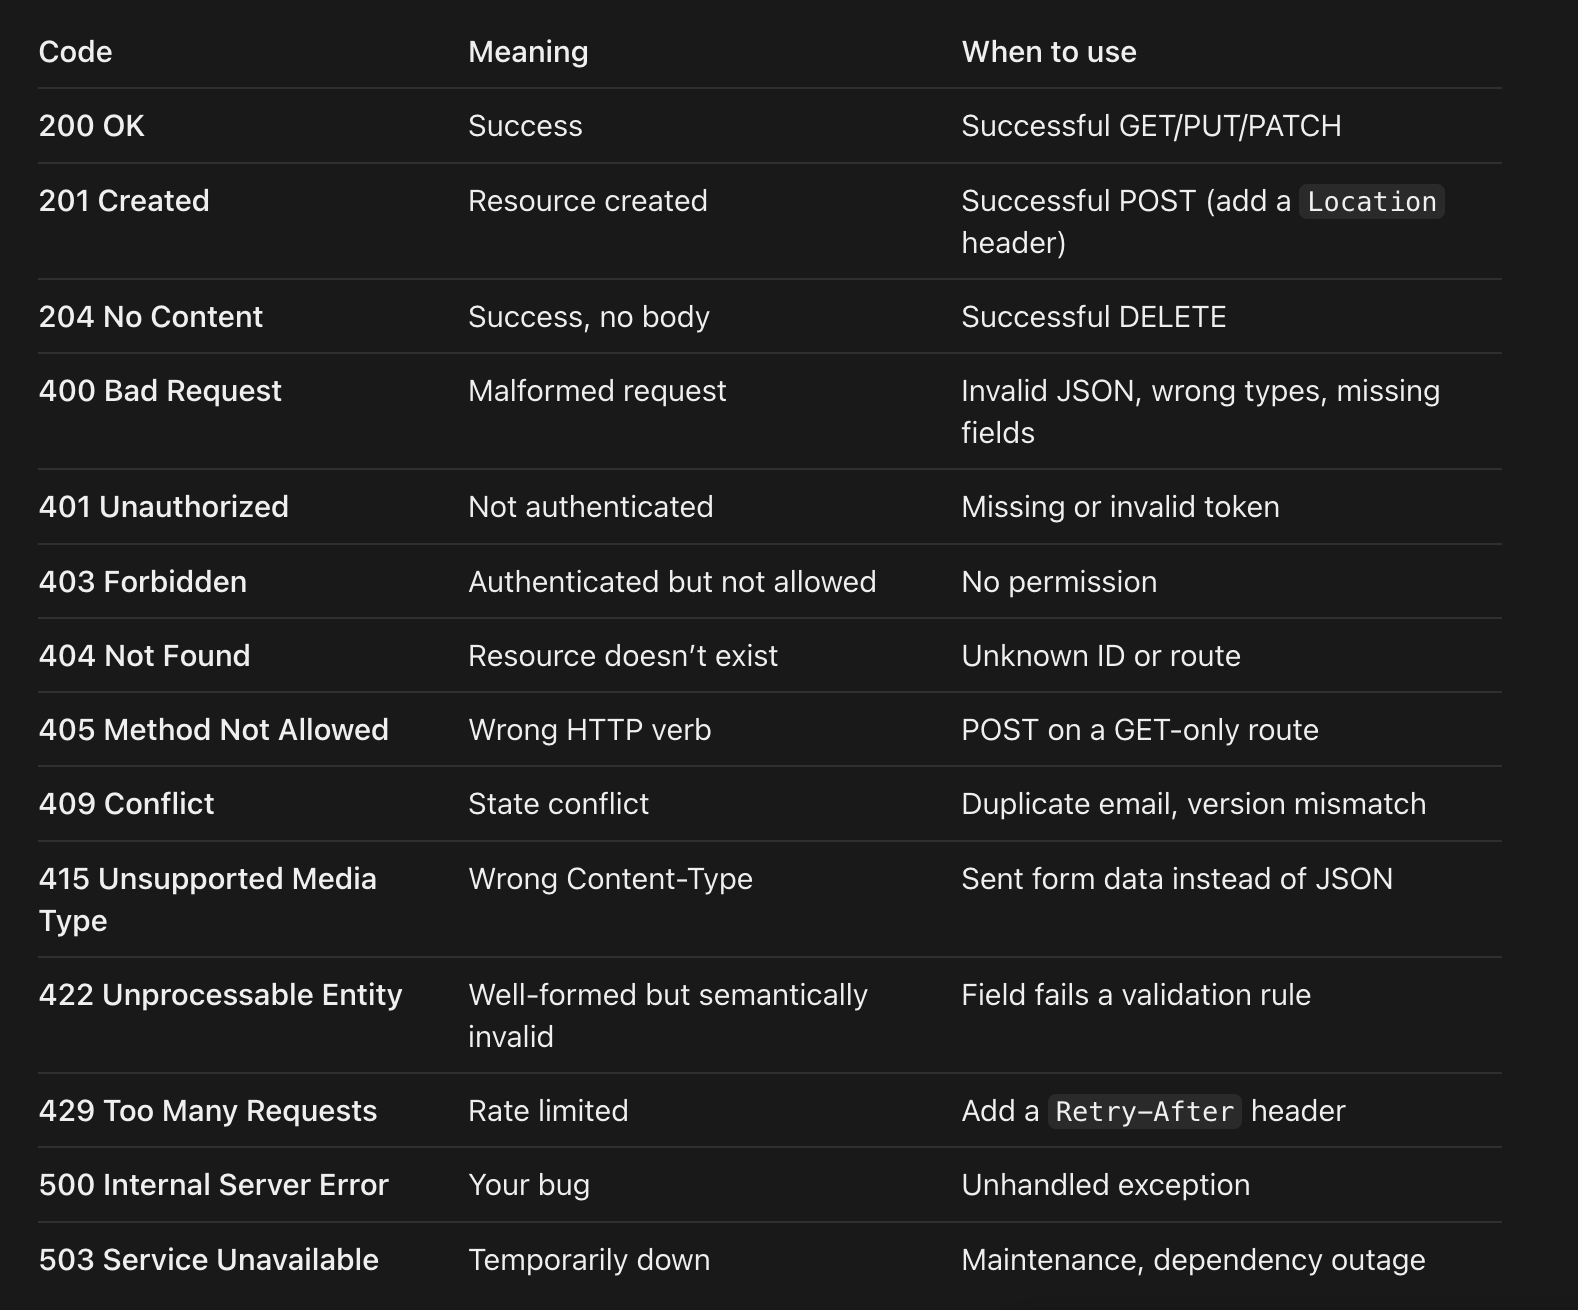 Code Meaning When to use
200 OK Success Successful GET/PUT/PATCH
201 Created Resource created Successful POST (add a Location
header)
204 No Content Success, no body Successful DELETE
400 Bad Request Malformed request Invalid JSON, wrong types, missing
fields
401 Unauthorized Not authenticated Missing or invalid token
403 Forbidden Authenticated but not allowed No permission
404 Not Found Resource doesn’t exist Unknown ID or route
405 Method Not Allowed Wrong HTTP verb POST on a GET-only route
409 Conflict State conflict Duplicate email, version mismatch
415 Unsupported Media Wrong Content-Type Sent form data instead of JSON
Type
422 Unprocessable Entity Well-formed but semantically Field fails a validation rule
invalid
429 Too Many Requests Rate limited Add a Retry-After header
500 Internal Server Error Your bug Unhandled exception
503 Service Unavailable Temporarily down Maintenance, dependency outage